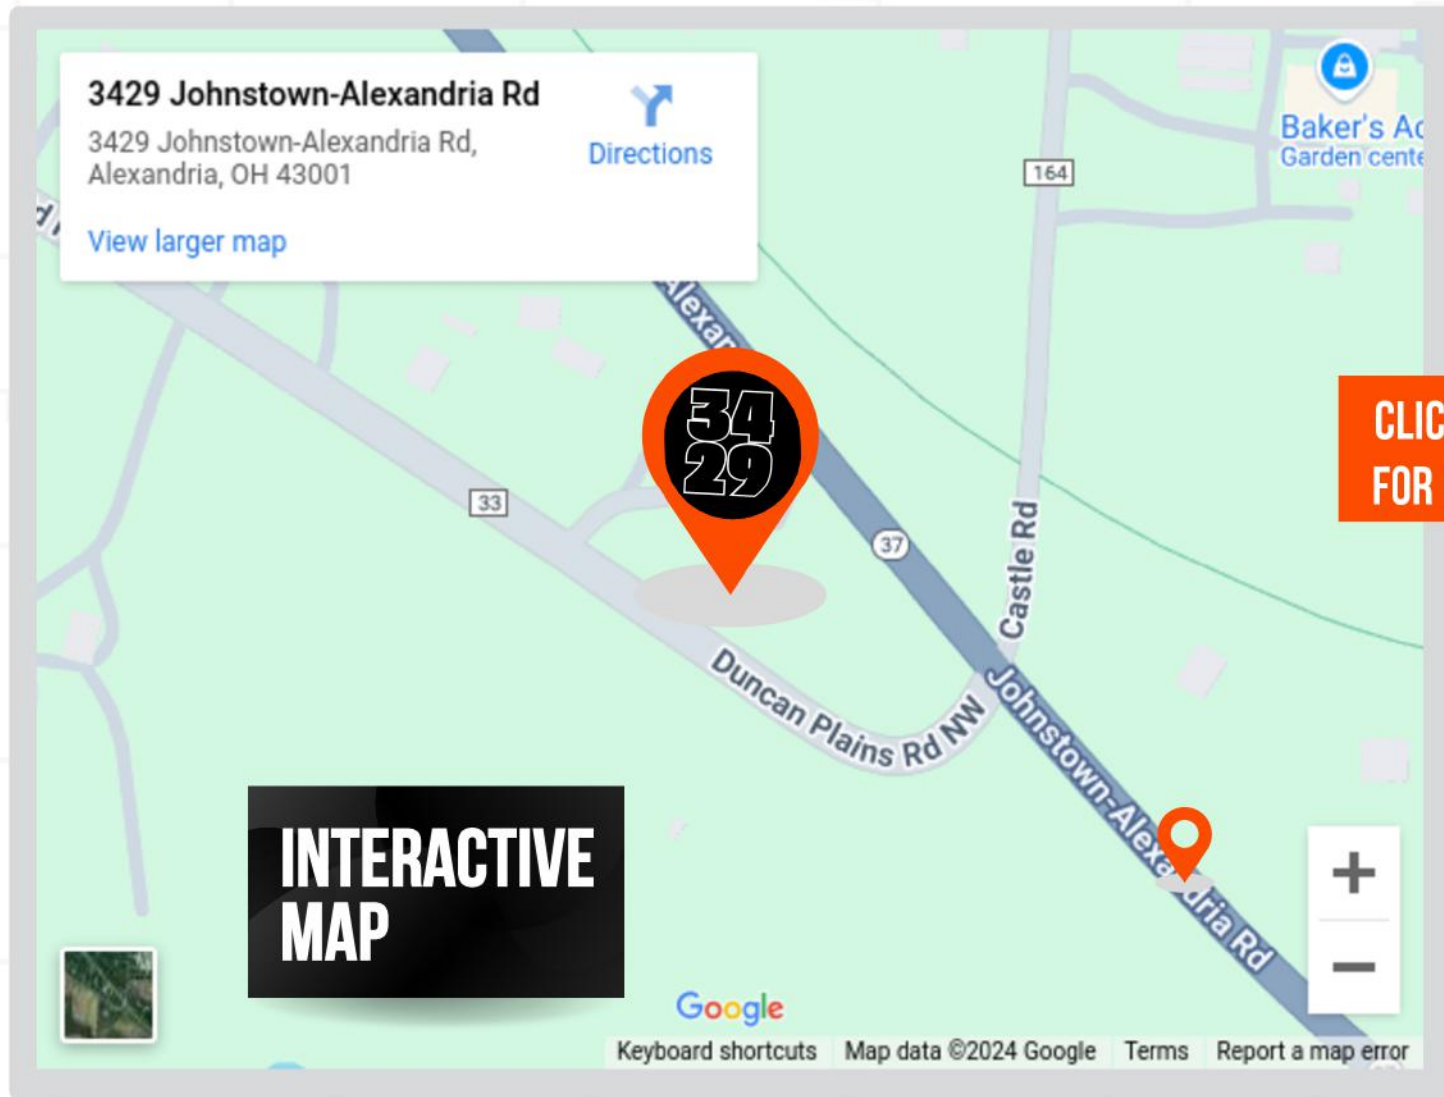 3429 Johnstown-Alexandria Rd
3429 Johnstown-Alexandria Rd,
Alexandria, OH 43001
Directions
View larger map
Baker's Ac
Garden cente
164
Alexan
34
29
CLIC
FOR
33
37
Castle Rd
Duncan Plains Rd NW
Johnstown-Alexandria Rd
INTERACTIVE
MAP
Google
Keyboard shortcuts
Map data ©2024 Google
Terms
Report a map error